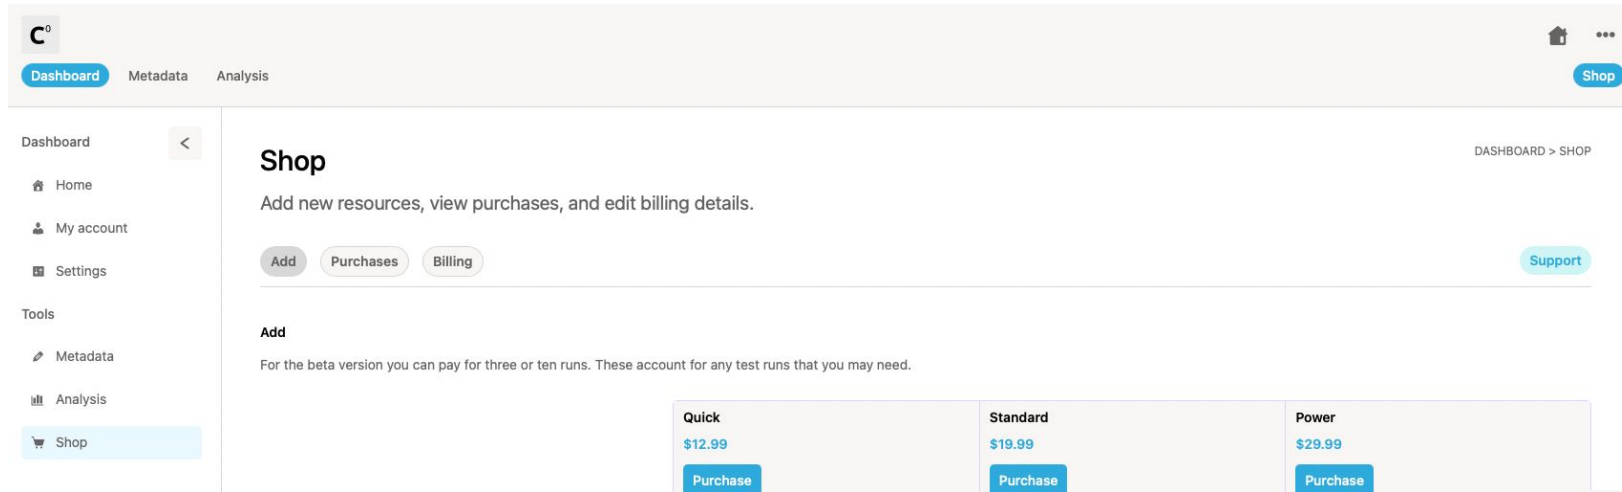 C0
Dashboard Metadata Analysis Shop
Dashboard <
Home
My account
Settings
Tools
Metadata
Analysis
Shop
Shop
DASHBOARD > SHOP
Add new resources, view purchases, and edit billing details.
Add Purchases Billing Support
Add
For the beta version you can pay for three or ten runs. These account for any test runs that you may need.
Quick Standard Power
$12.99 $19.99 $29.99
Purchase Purchase Purchase